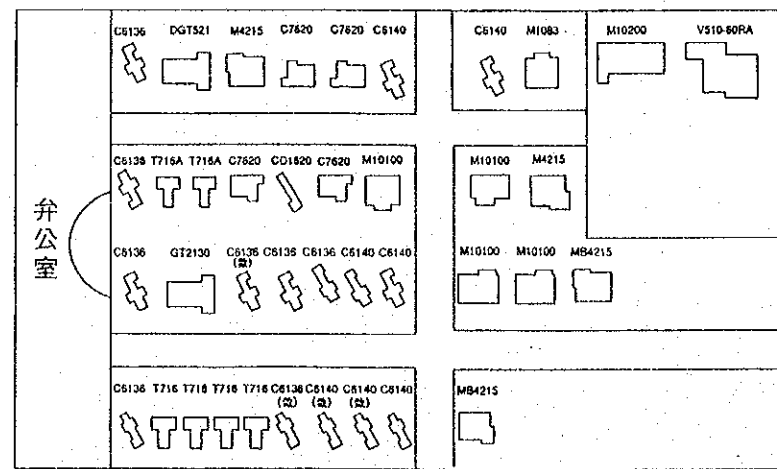 C6136 DGT521 M4215 C7620 C7620 C6140 C6140 M1083 M10200 V510-60RA
C6136 T716A T716A C7620 CD1620 C7620 M10100 M10100 M4215
弁公室
C6136 GT2130 C6136 C6136 C6136 C6140 C6140 M10100 M10100 MB4215
(数)
C6136 T716 T716 T716 T716 C6136 C6140 C6140 C6140 MB4215
(数) (数) (数)